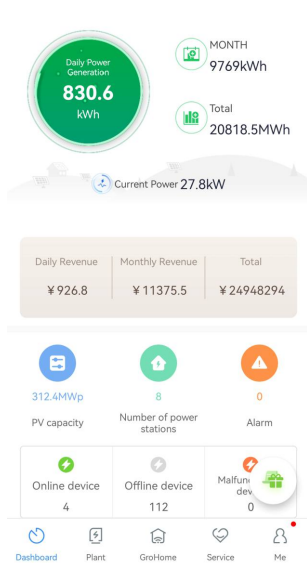 Daily Power
Generation
830.6
kWh
MONTH
9769kWh
Total
20818.5MWh
Current Power 27.8kW
Daily Revenue
Monthly Revenue
Total
¥926.8
¥11375.5
¥24948294
312.4MWp
8
0
PV capacity
Number of power
stations
Alarm
Online device
Offline device
4
112
0
Dashboard
Plant
GroHome
Service
Me